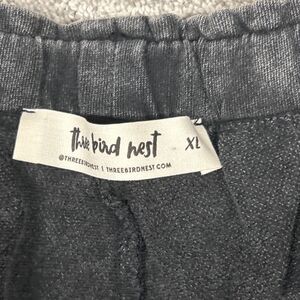 three bird nest XL
@THREEBIRDNEST | THREEBIRDNEST.COM